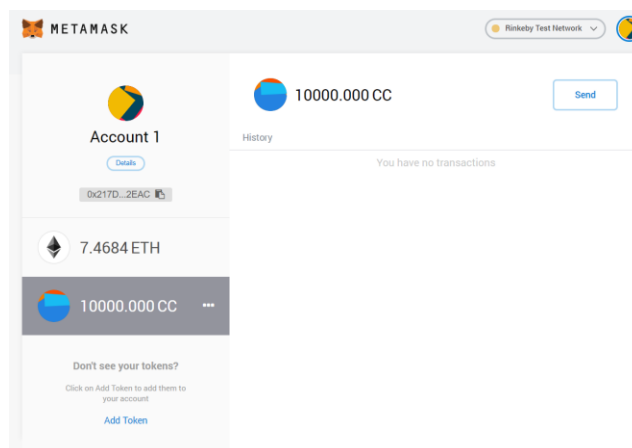 METAMASK
Rinkeby Test Network
Account 1
Details
0x217D...2EAC
7.4684 ETH
10000.000 CC
Don't see your tokens?
Click on Add Token to add them to
your account
Add Token
10000.000 CC
Send
History
You have no transactions